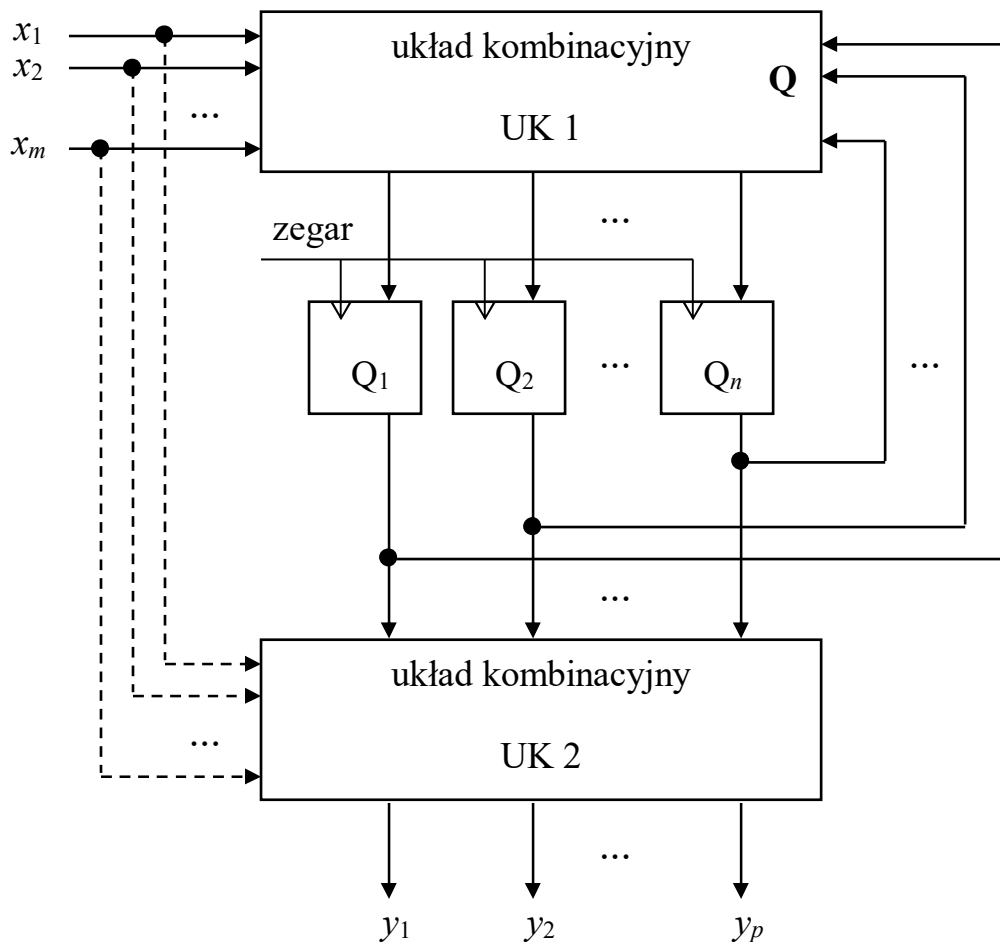 x1
x2
...
xm
układ kombinacyjny
Q
UK 1
...
zegar
Q1
Q2
...
Qn
...
...
układ kombinacyjny
...
UK 2
...
y1
y2
yp